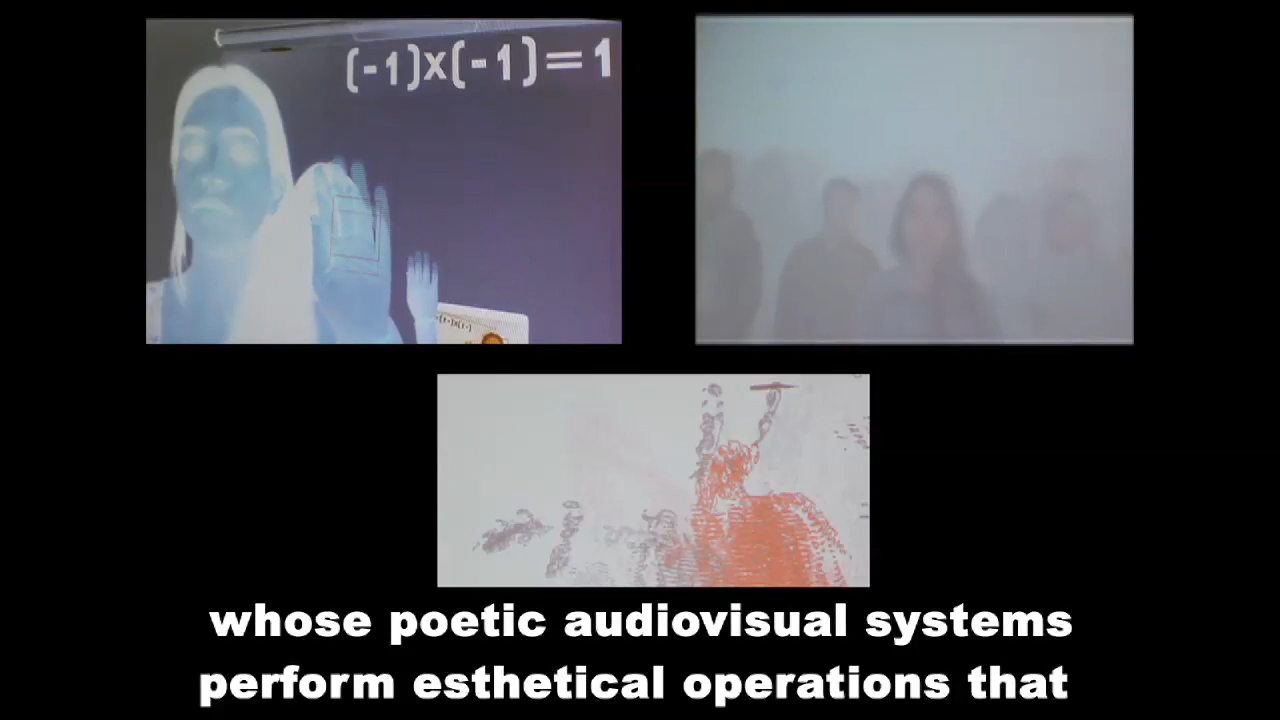 (-1)x(-1)=1
whose poetic audiovisual systems
perform esthetical operations that